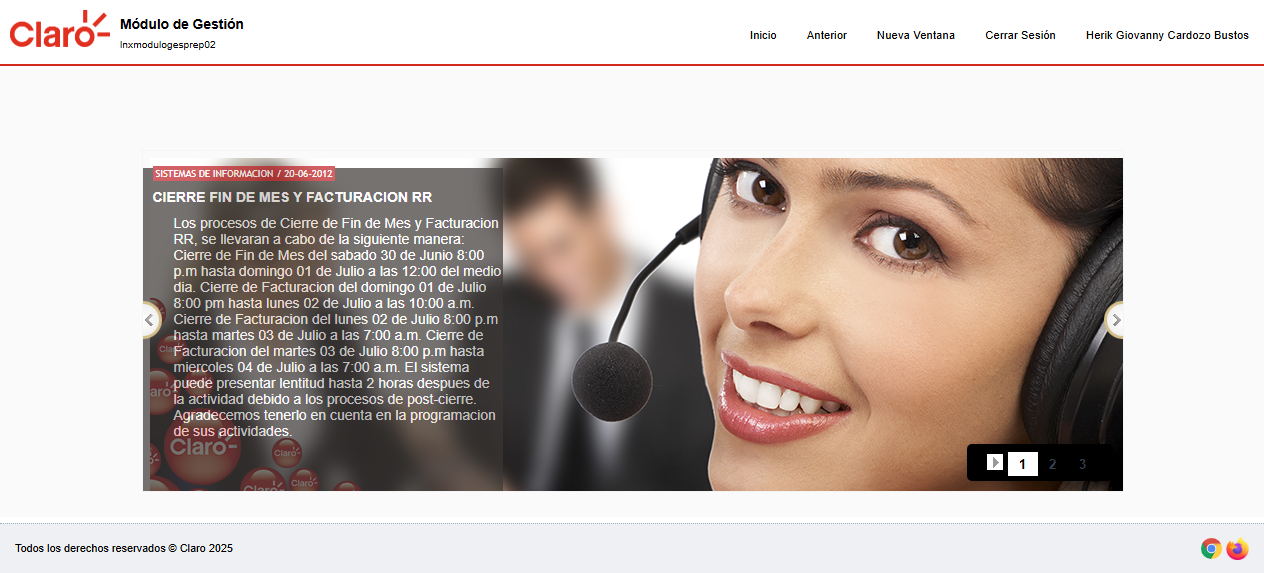 Claro
Módulo de Gestión
lnxmodulogesprep02
Inicio
Anterior
Nueva Ventana
Cerrar Sesión
Herik Giovanny Cardozo Bustos
SISTEMAS DE INFORMACION / 20-06-2012
CIERRE FIN DE MES Y FACTURACION RR
Los procesos de Cierre de Fin de Mes y Facturacion
RR, se llevaran a cabo de la siguiente manera:
Cierre de Fin de Mes del sabado 30 de Junio 8:00
p.m hasta domingo 01 de Julio a las 12:00 del medio
dia. Cierre de Facturacion del domingo 01 de Julio
8:00 pm hasta lunes 02 de Julio a las 10:00 a.m.
Cierre de Facturacion del lunes 02 de Julio 8:00 p.m
hasta martes 03 de Julio a las 7:00 a.m. Cierre de
Facturacion del martes 03 de Julio 8:00 p.m hasta
miercoles 04 de Julio a las 7:00 a.m. El sistema
puede presentar lentitud hasta 2 horas despues de
la actividad debido a los procesos de post-cierre.
Agradecemos tenerlo en cuenta en la programacion
de sus actividades.
Claro
Claro
Claro
Claro
Claro
Claro
1 2 3
Todos los derechos reservados © Claro 2025